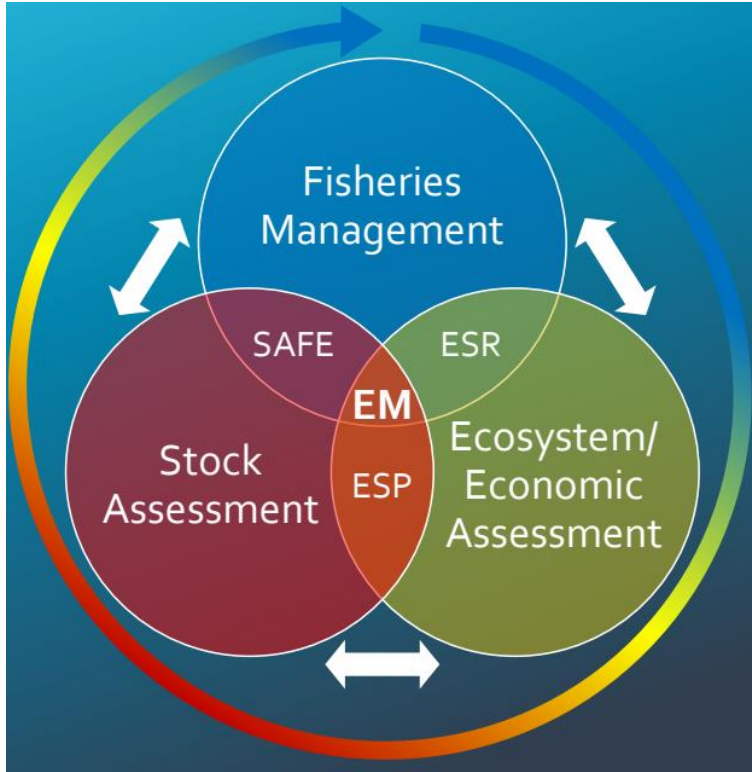 Fisheries
Management
SAFE
ESR
EM
Stock
Assessment
ESP
Ecosystem/
Economic
Assessment